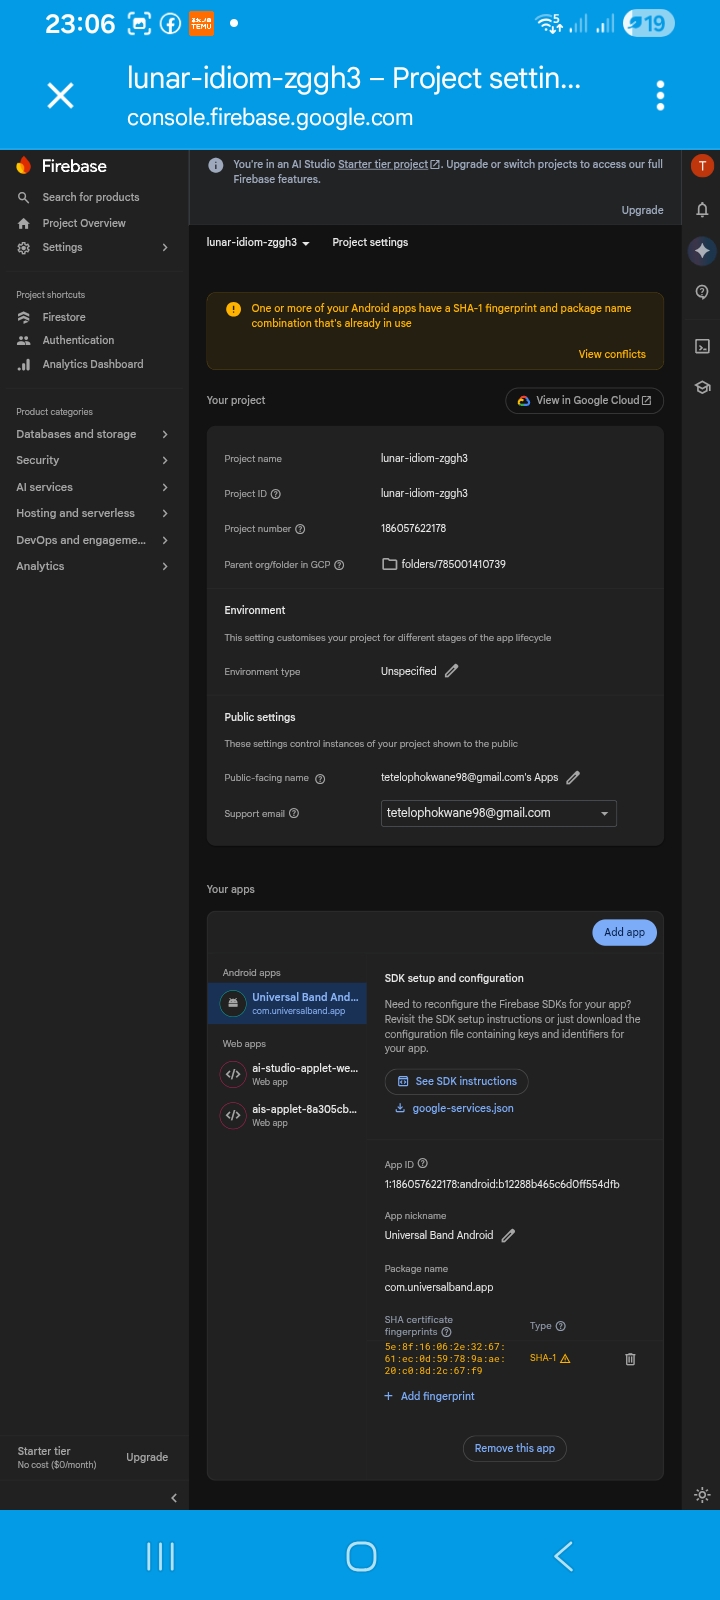 23:06
19
lunar-idiom-zggh3 – Project settin...
console.firebase.google.com
Firebase
Search for products
Project Overview
Settings
Project shortcuts
Firestore
Authentication
Analytics Dashboard
Product categories
Databases and storage
Security
AI services
Hosting and serverless
DevOps and engageme...
Analytics
Starter tier
No cost ($0/month)
Upgrade
You're in an AI Studio Starter tier project. Upgrade or switch projects to access our full
Firebase features.
Upgrade
T
lunar-idiom-zggh3
Project settings
One or more of your Android apps have a SHA-1 fingerprint and package name
combination that's already in use
View conflicts
Your project
View in Google Cloud
Project name
lunar-idiom-zggh3
Project ID
lunar-idiom-zggh3
Project number
186057622178
Parent org/folder in GCP
folders/785001410739
Environment
This setting customises your project for different stages of the app lifecycle
Environment type
Unspecified
Public settings
These settings control instances of your project shown to the public
Public-facing name
tetelophokwane98@gmail.com's Apps
Support email
tetelophokwane98@gmail.com
Your apps
Add app
Android apps
Universal Band And...
com.universalband.app
Web apps
ai-studio-applet-we...
Web app
ais-applet-8a305cb...
Web app
SDK setup and configuration
Need to reconfigure the Firebase SDKs for your app?
Revisit the SDK setup instructions or just download the
configuration file containing keys and identifiers for
your app.
See SDK instructions
google-services.json
App ID
1:186057622178:android:b12288b465c6d0ff554dfb
App nickname
Universal Band Android
Package name
com.universalband.app
SHA certificate
fingerprints
Type
5e:8f:16:06:2e:32:67:
61:ec:0d:59:78:9a:ae:
20:c0:8d:2c:67:f9
SHA-1
Add fingerprint
Remove this app